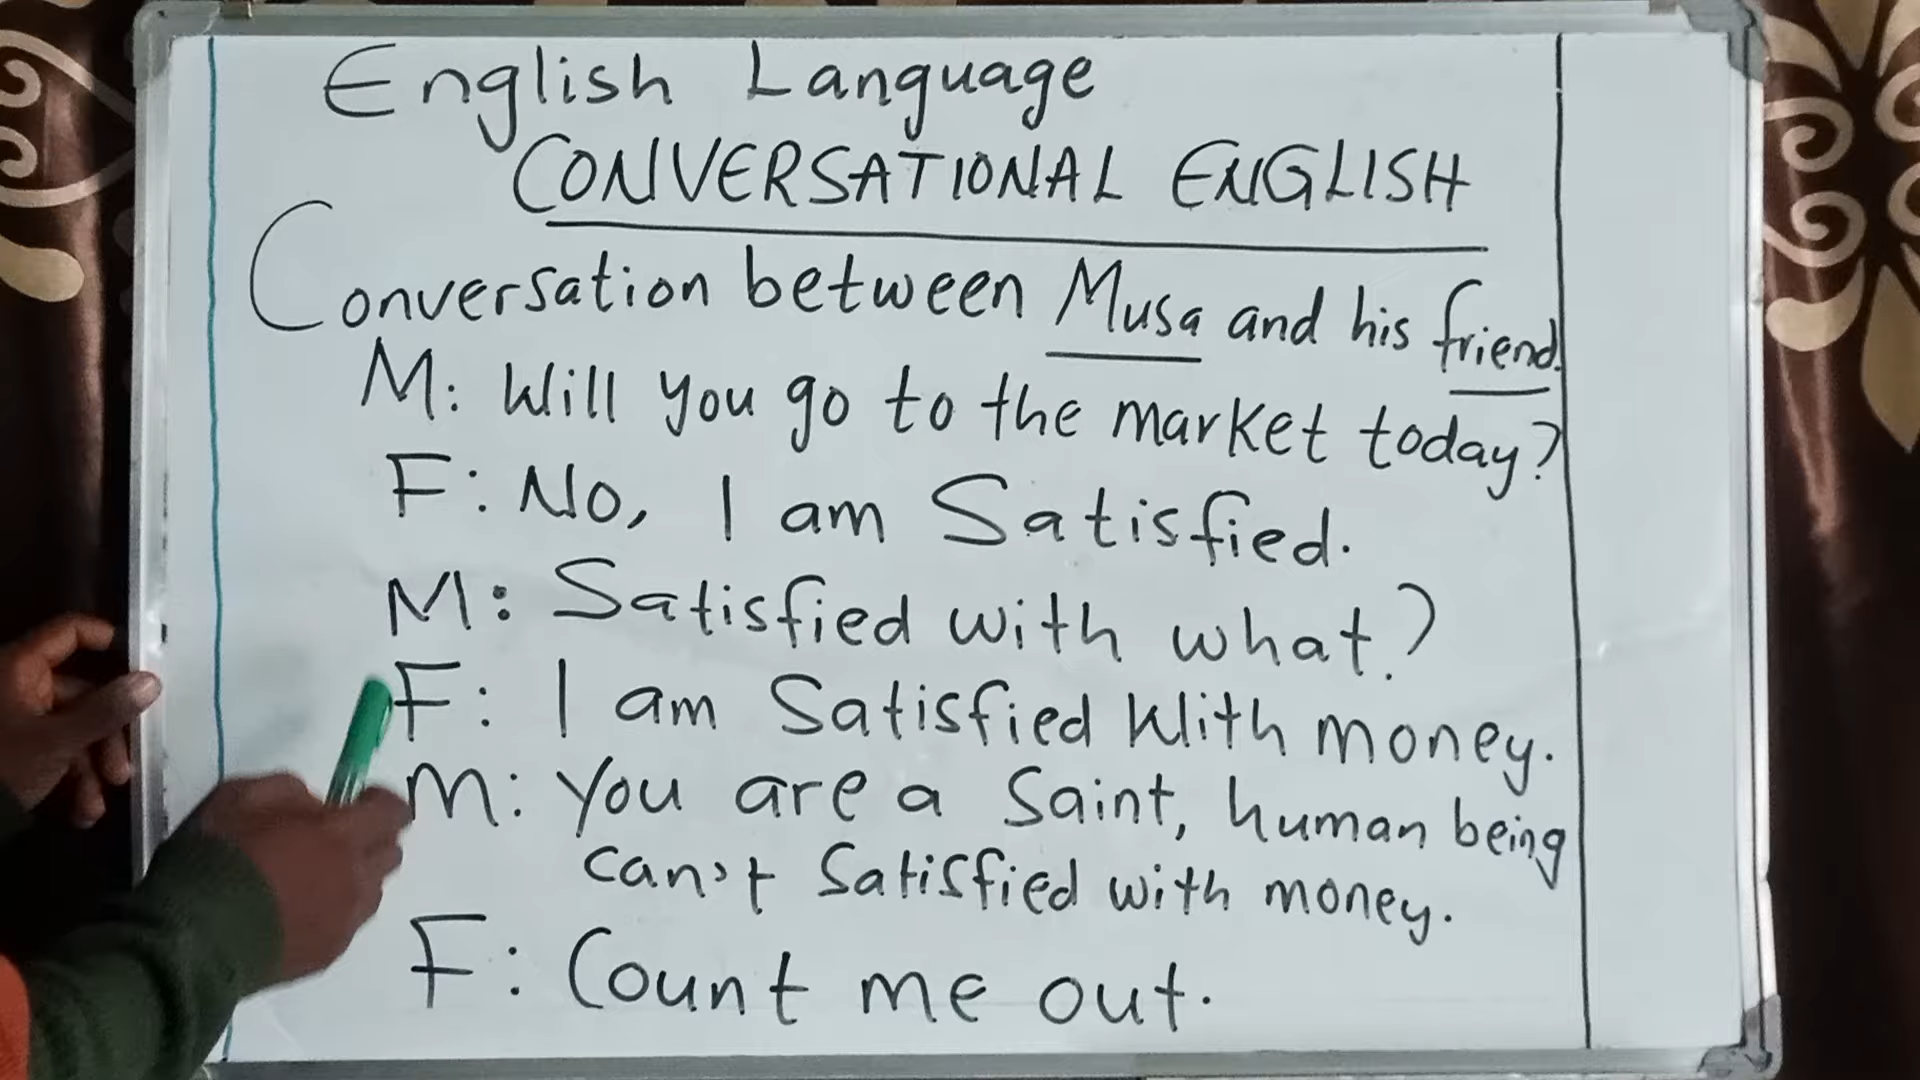 English Language
CONVERSATIONAL ENGLISH
Conversation between Musa and his friend.
M: Will you go to the market today?
F: No, I am Satisfied.
M: Satisfied with what?
F: I am Satisfied With money.
M: You are a Saint, human being
can't Satisfied with money.
F: Count me out.